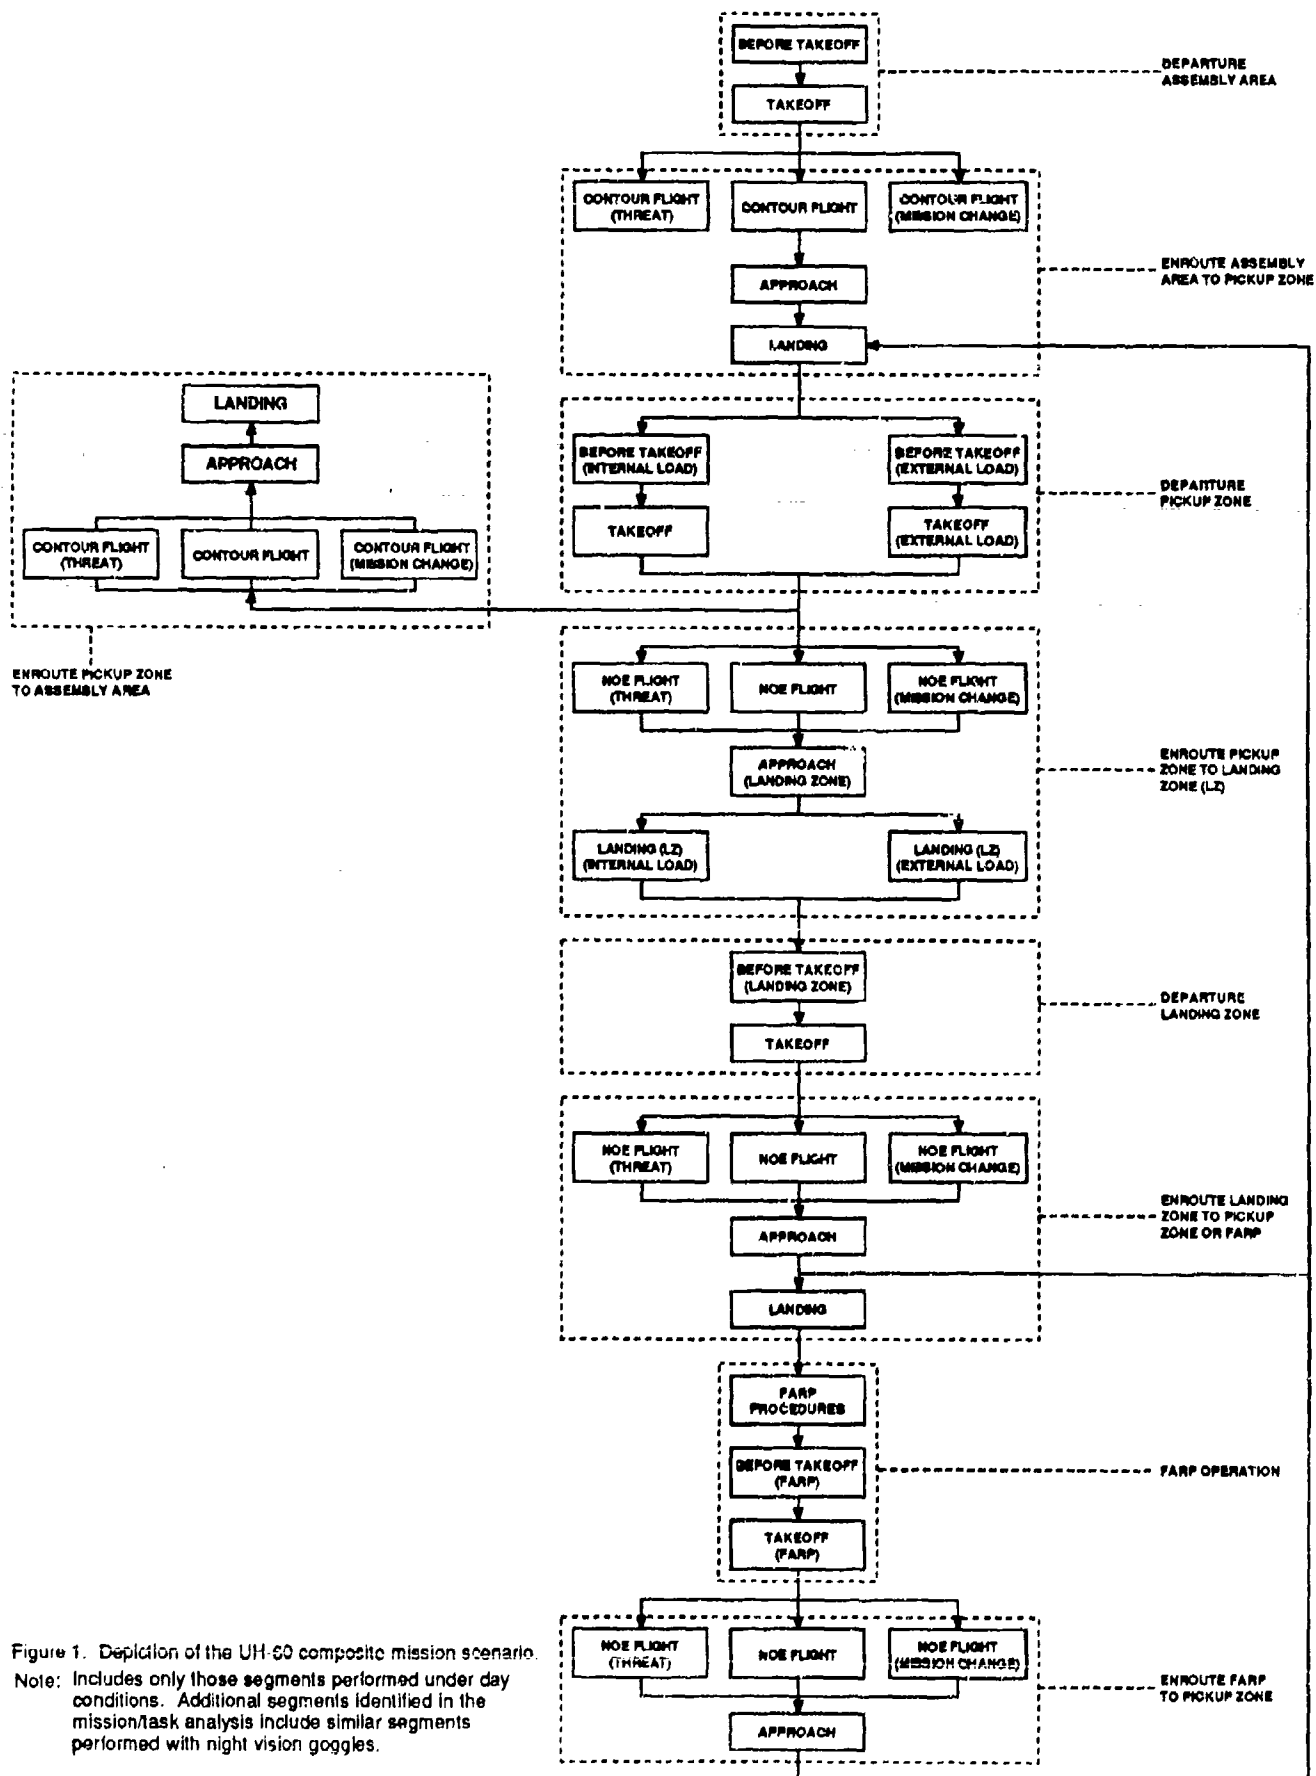 BEFORE TAKEOFF
TAKEOFF
DEPARTURE
ASSEMBLY AREA
CONTOUR FLIGHT
(THREAT)
CONTOUR FLIGHT
CONTOUR FLIGHT
(MISSION CHANGE)
APPROACH
LANDING
ENROUTE ASSEMBLY
AREA TO PICKUP ZONE
LANDING
APPROACH
CONTOUR FLIGHT
(THREAT)
CONTOUR FLIGHT
CONTOUR FLIGHT
(MISSION CHANGE)
ENROUTE PICKUP ZONE
TO ASSEMBLY AREA
BEFORE TAKEOFF
(INTERNAL LOAD)
BEFORE TAKEOFF
(EXTERNAL LOAD)
TAKEOFF
TAKEOFF
(EXTERNAL LOAD)
DEPARTURE
PICKUP ZONE
NOE FLIGHT
(THREAT)
NOE FLIGHT
NOE FLIGHT
(MISSION CHANGE)
APPROACH
(LANDING ZONE)
LANDING (LZ)
(INTERNAL LOAD)
LANDING (LZ)
(EXTERNAL LOAD)
ENROUTE PICKUP
ZONE TO LANDING
ZONE (LZ)
BEFORE TAKEOFF
(LANDING ZONE)
TAKEOFF
DEPARTURE
LANDING ZONE
NOE FLIGHT
(THREAT)
NOE FLIGHT
NOE FLIGHT
(MISSION CHANGE)
APPROACH
LANDING
ENROUTE LANDING
ZONE TO PICKUP
ZONE OR FARP
FARP
PROCEDURES
BEFORE TAKEOFF
(FARP)
TAKEOFF
(FARP)
FARP OPERATION
NOE FLIGHT
(THREAT)
NOE FLIGHT
NOE FLIGHT
(MISSION CHANGE)
APPROACH
ENROUTE FARP
TO PICKUP ZONE
Figure 1. Depiction of the UH-60 composite mission scenario.
Note: Includes only those segments performed under day
conditions. Additional segments identified in the
mission/task analysis include similar segments
performed with night vision goggles.